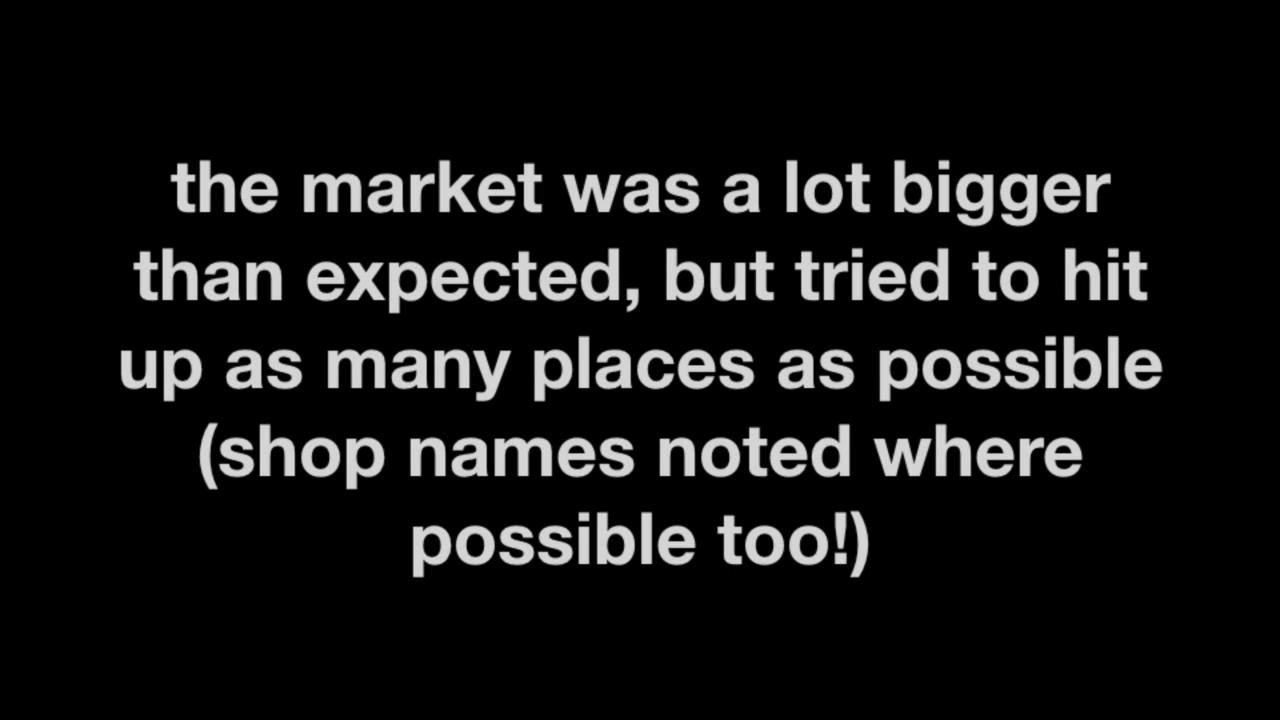 the market was a lot bigger
than expected, but tried to hit
up as many places as possible
(shop names noted where
possible too!)